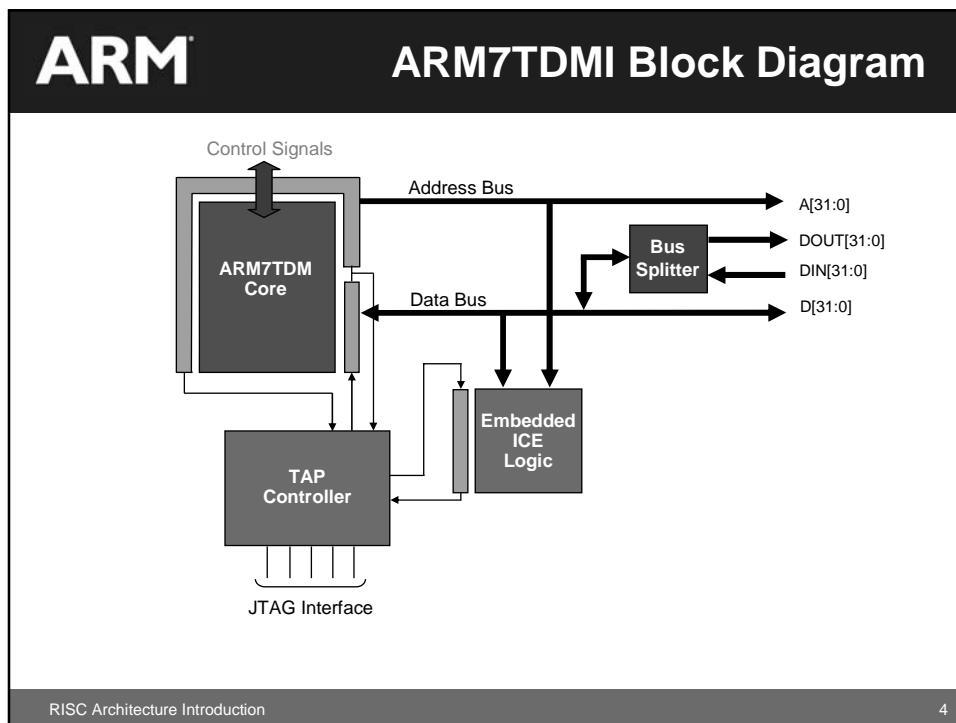 ARM
ARM7TDMI Block Diagram
Control Signals
Address Bus
A[31:0]
Bus
Splitter
DOUT[31:0]
DIN[31:0]
ARM7TDM
Core
Data Bus
D[31:0]
Embedded
ICE
Logic
TAP
Controller
JTAG Interface
RISC Architecture Introduction
4